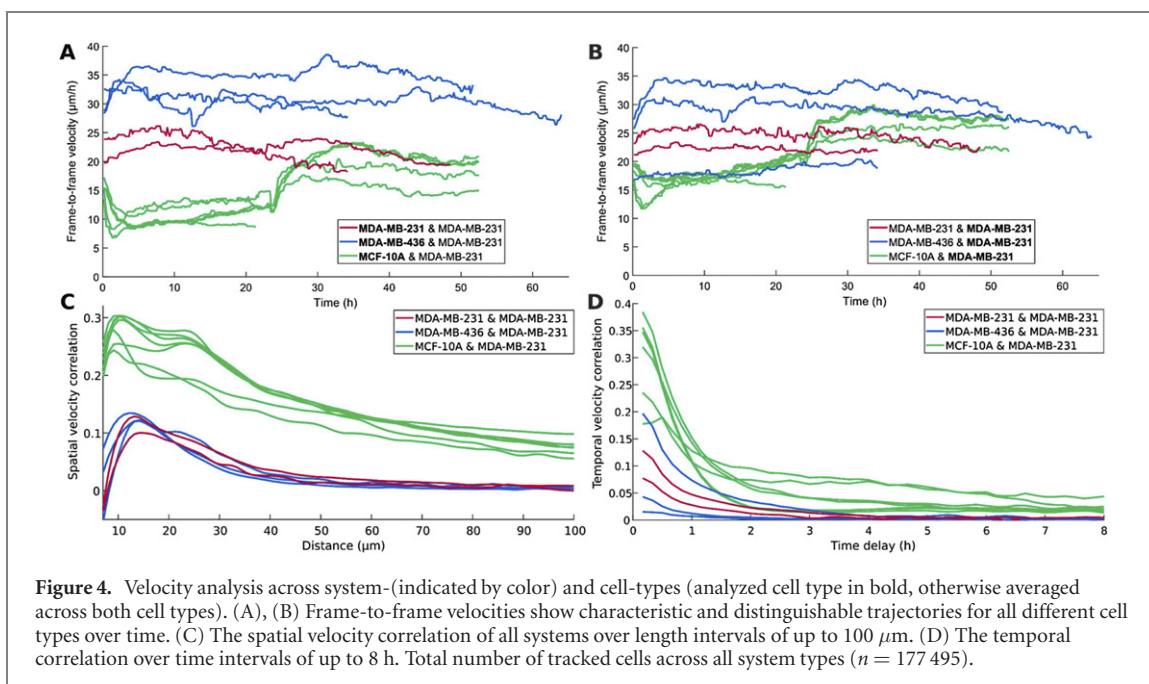 A
40
35
30
25
20
15
10
5
0
Frame-to-frame velocity (µm/h)
0 10 20 30 40 50 60
Time (h)
MDA-MB-231 & MDA-MB-231
MDA-MB-436 & MDA-MB-231
MCF-10A & MDA-MB-231
B
40
35
30
25
20
15
10
5
0
Frame-to-frame velocity (µm/h)
0 10 20 30 40 50 60
Time (h)
MDA-MB-231 & MDA-MB-231
MDA-MB-436 & MDA-MB-231
MCF-10A & MDA-MB-231
C
0.3
0.2
0.1
0
Spatial velocity correlation
10 20 30 40 50 60 70 80 90 100
Distance (µm)
MDA-MB-231 & MDA-MB-231
MDA-MB-436 & MDA-MB-231
MCF-10A & MDA-MB-231
D
0.4
0.35
0.3
0.25
0.2
0.15
0.1
0.05
0
Temporal velocity correlation
0 1 2 3 4 5 6 7 8
Time delay (h)
MDA-MB-231 & MDA-MB-231
MDA-MB-436 & MDA-MB-231
MCF-10A & MDA-MB-231
Figure 4. Velocity analysis across system-(indicated by color) and cell-types (analyzed cell type in bold, otherwise averaged
across both cell types). (A), (B) Frame-to-frame velocities show characteristic and distinguishable trajectories for all different cell
types over time. (C) The spatial velocity correlation of all systems over length intervals of up to 100 μm. (D) The temporal
correlation over time intervals of up to 8 h. Total number of tracked cells across all system types (n = 177 495).